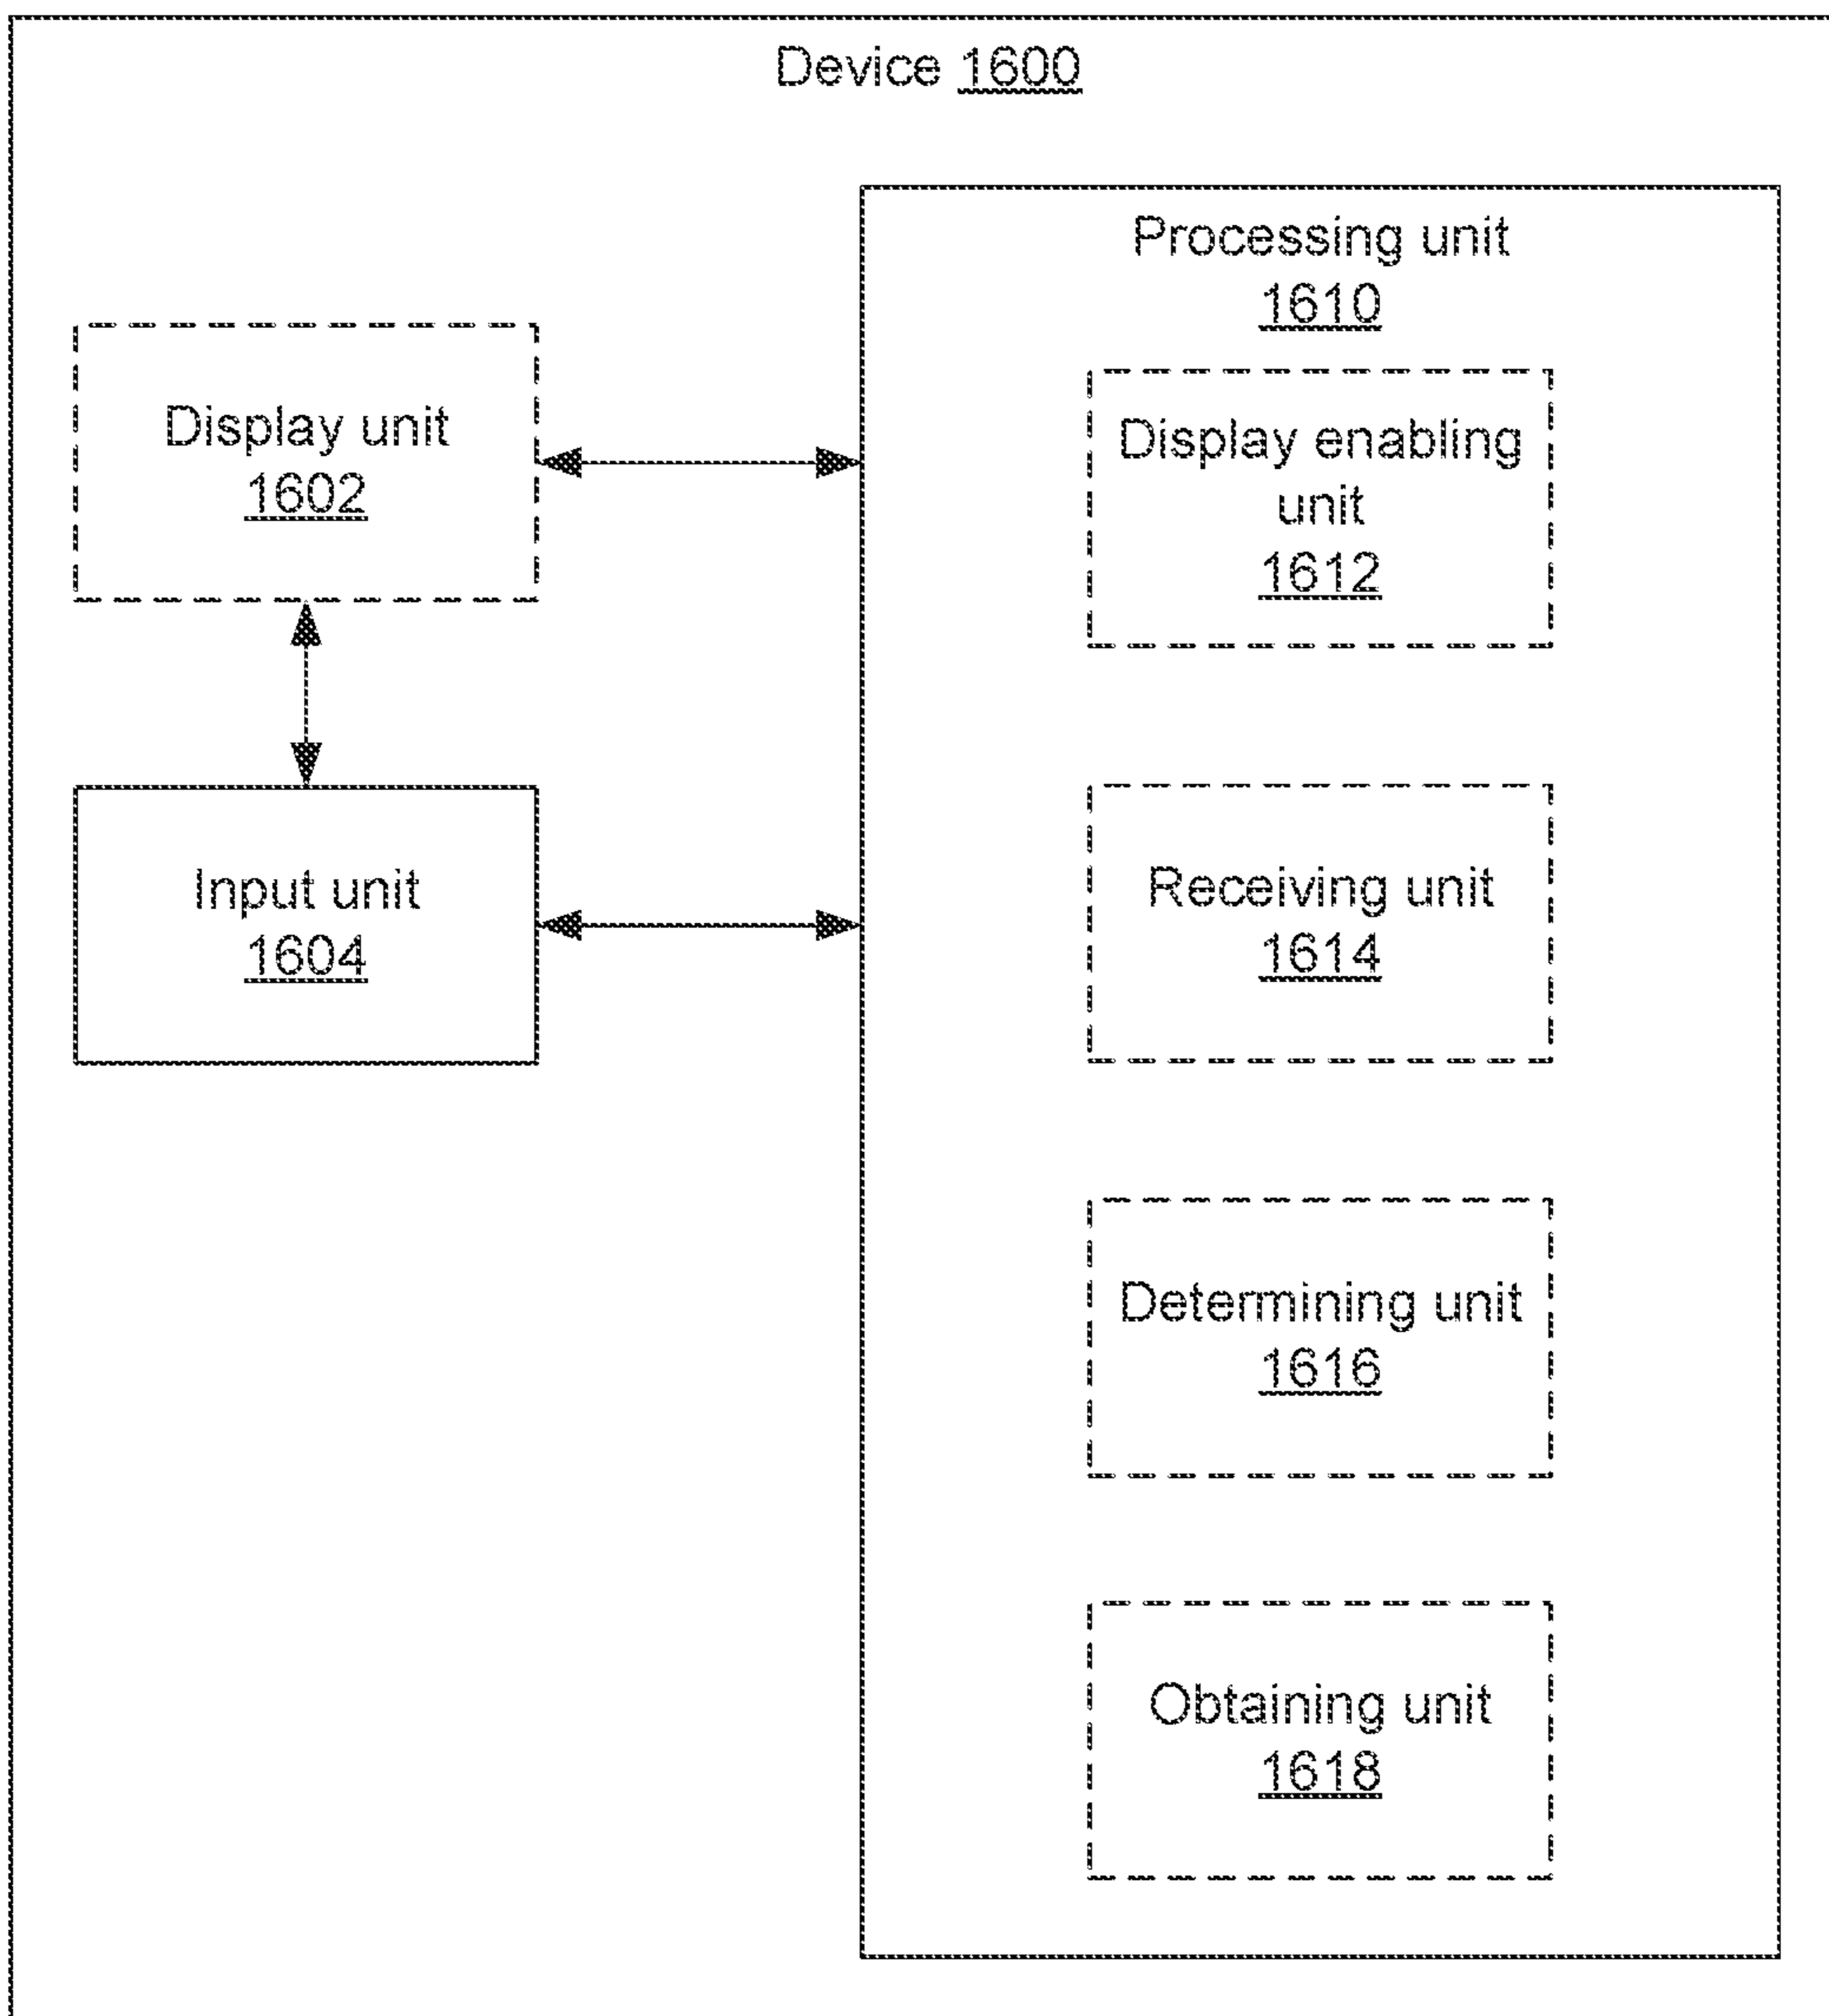 Device 1600
Processing unit
1610
Display unit
1602
Display enabling
unit
1612
Input unit
1604
Receiving unit
1614
Determining unit
1616
Obtaining unit
1618